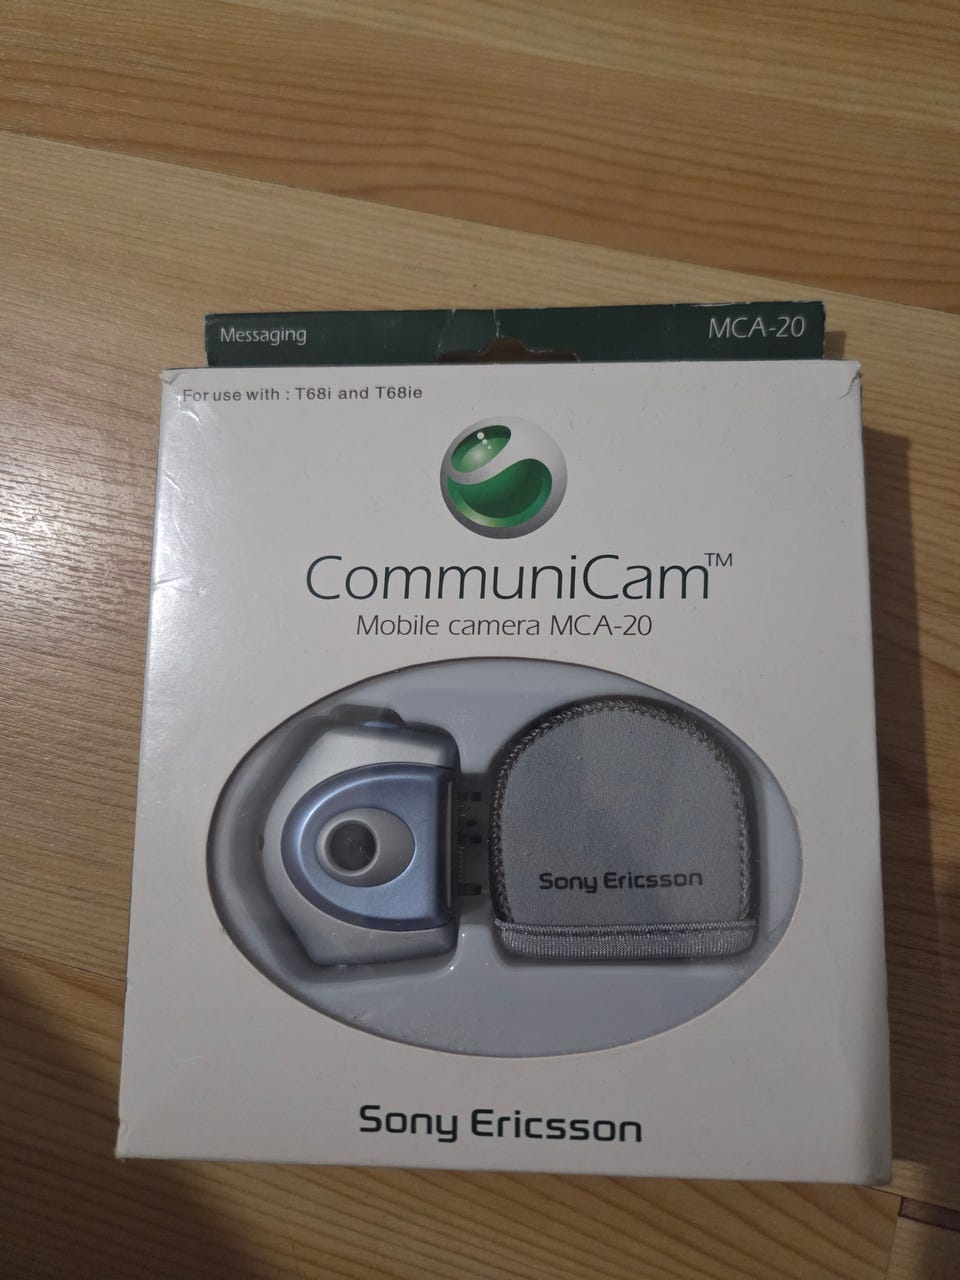 Messaging
MCA-20
For use with : T68i and T68ie
CommuniCam™
Mobile camera MCA-20
Sony Ericsson
Sony Ericsson